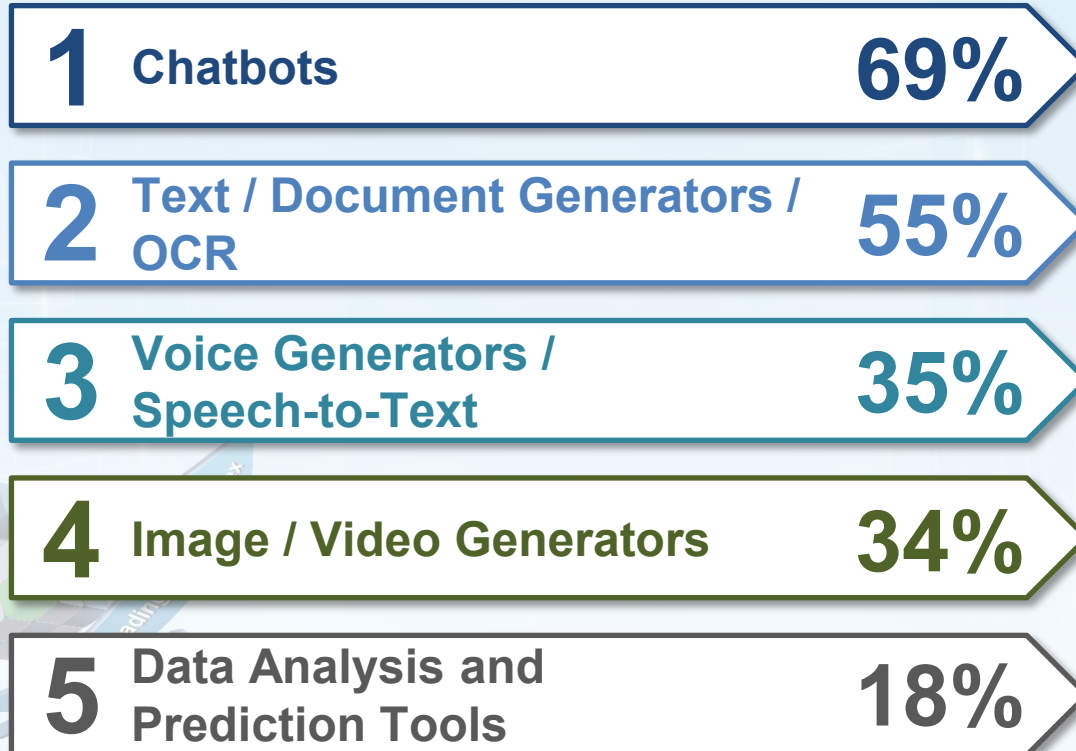 1 Chatbots 69%
2 Text / Document Generators / 55%
OCR
3 Voice Generators / 35%
Speech-to-Text
4 Image / Video Generators 34%
5 Data Analysis and 18%
Prediction Tools